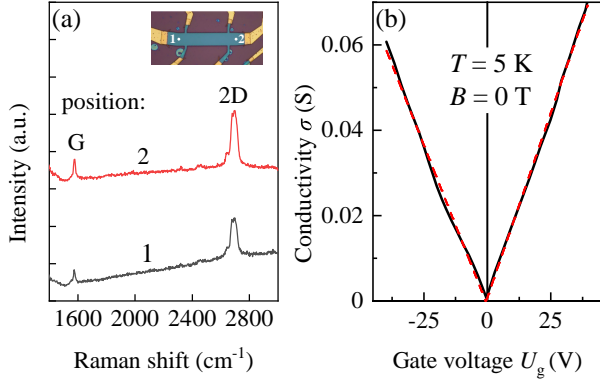 (a)
1
2
position:
2D
G
2
1
Intensity (a.u.)
1600 2000 2400 2800
Raman shift (cm⁻¹)
(b)
T = 5 K
B = 0 T
0.06
0.04
0.02
0
Conductivity σ (S)
-25 0 25
Gate voltage Ug (V)